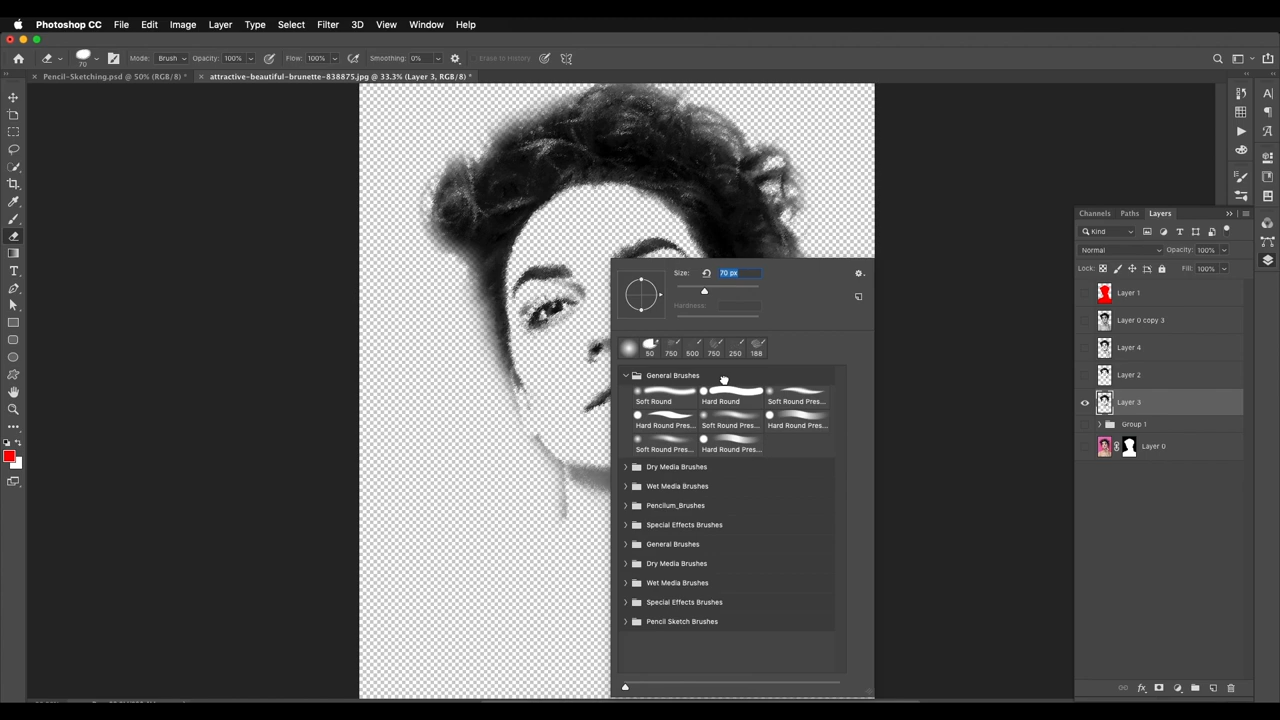 Photoshop CC File Edit Image Layer Type Select Filter 3D View Window Help
70 Mode: Brush Opacity: 100% Flow: 100% Smoothing: 0% Erase to History
Pencil-Sketching.psd @ 50% (RGB/8) * attractive-beautiful-brunette-838875.jpg @ 33.3% (Layer 3, RGB/8) *
Channels Paths Layers
Kind
Normal Opacity: 100%
Lock: Fill: 100%
Layer 1
Layer 0 copy 3
Layer 4
Layer 2
Layer 3
Group 1
Layer 0
Size: 70 px
Hardness:
50 750 500 750 250 188
General Brushes
Soft Round Hard Round Soft Round Pres...
Hard Round Pres... Soft Round Pres... Hard Round Pres...
Soft Round Pres... Hard Round Pres...
Dry Media Brushes
Wet Media Brushes
Pencilum_Brushes
Special Effects Brushes
General Brushes
Dry Media Brushes
Wet Media Brushes
Special Effects Brushes
Pencil Sketch Brushes